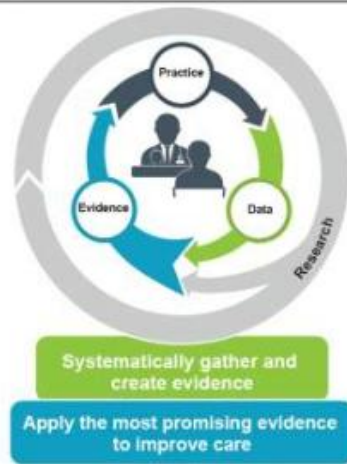 Practice
Evidence
Data
Research
Systematically gather and
create evidence
Apply the most promising evidence
to improve care